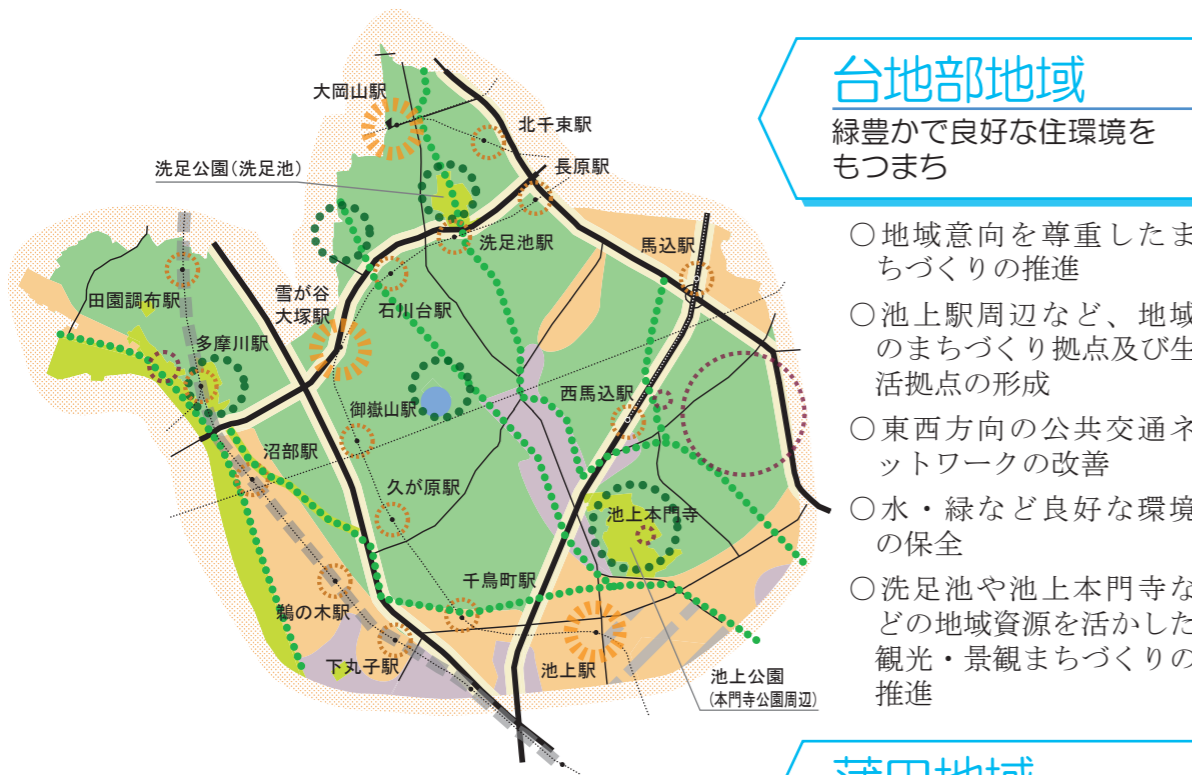 大岡山駅
北千束駅
洗足公園(洗足池)
長原駅
洗足池駅
馬込駅
田園調布駅
雪が谷
大塚駅
石川台駅
多摩川駅
御嶽山駅
西馬込駅
沼部駅
久が原駅
池上本門寺
千鳥町駅
鵜の木駅
下丸子駅
池上駅
池上公園
(本門寺公園周辺)
台地部地域
緑豊かで良好な住環境を
もつまち
○地域意向を尊重したま
ちづくりの推進
○池上駅周辺など、地域
のまちづくり拠点及び生
活拠点の形成
○東西方向の公共交通ネ
ットワークの改善
○水・緑など良好な環境
の保全
○洗足池や池上本門寺な
どの地域資源を活かした
観光・景観まちづくりの
推進
蒲田地域